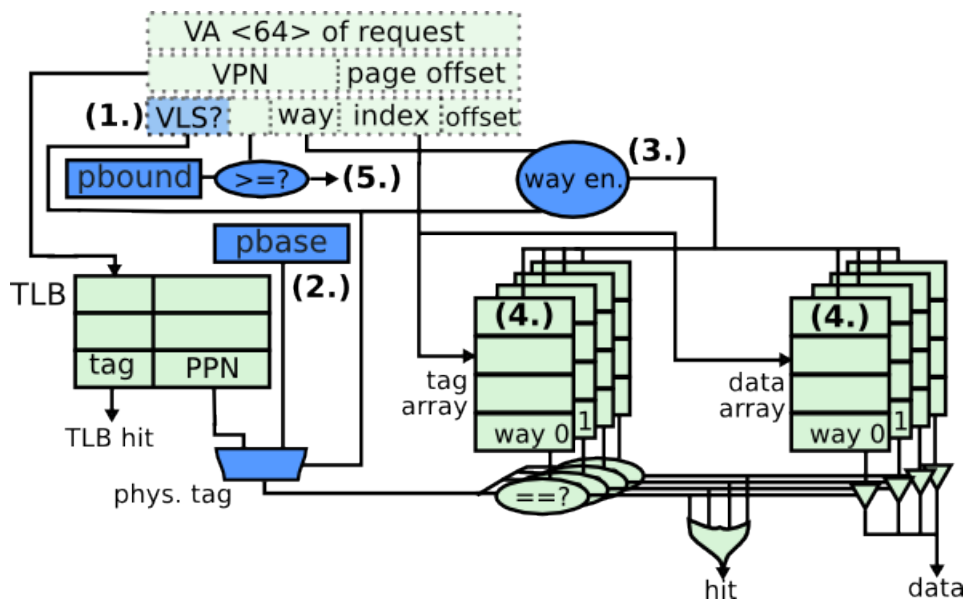 VA <64> of request
VPN page offset
(1.) VLS? way index offset
pbound >=? (5.) way en. (3.)
pbase
(2.)
TLB
(4.) (4.)
tag PPN
tag array
data array
way 0 1
way 0 1
TLB hit
phys. tag
==?
hit
data